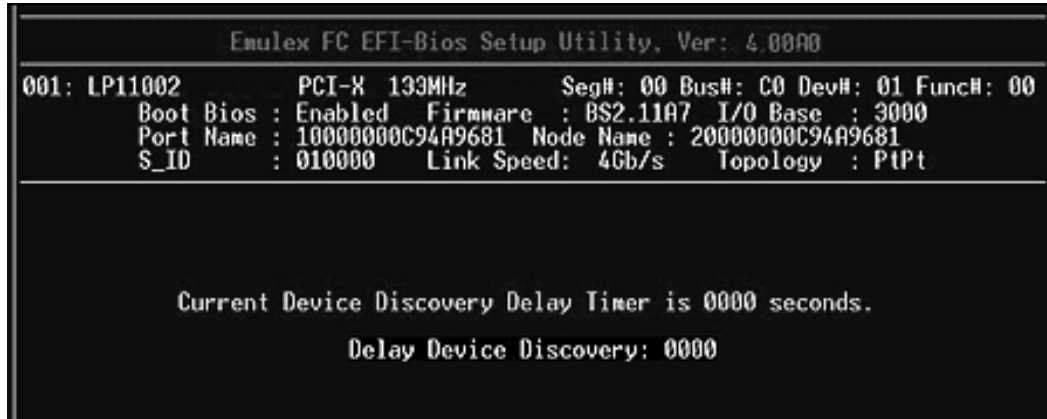 Emulex FC EFI-Bios Setup Utility, Ver: 4.00A0
001: LP11002 PCI-X 133MHz Seg#: 00 Bus#: C0 Dev#: 01 Func#: 00
Boot Bios : Enabled Firmware : BS2.11A7 I/O Base : 3000
Port Name : 10000000C94A9681 Node Name : 20000000C94A9681
S_ID : 010000 Link Speed: 4Gb/s Topology : PtPt
Current Device Discovery Delay Timer is 0000 seconds.
Delay Device Discovery: 0000